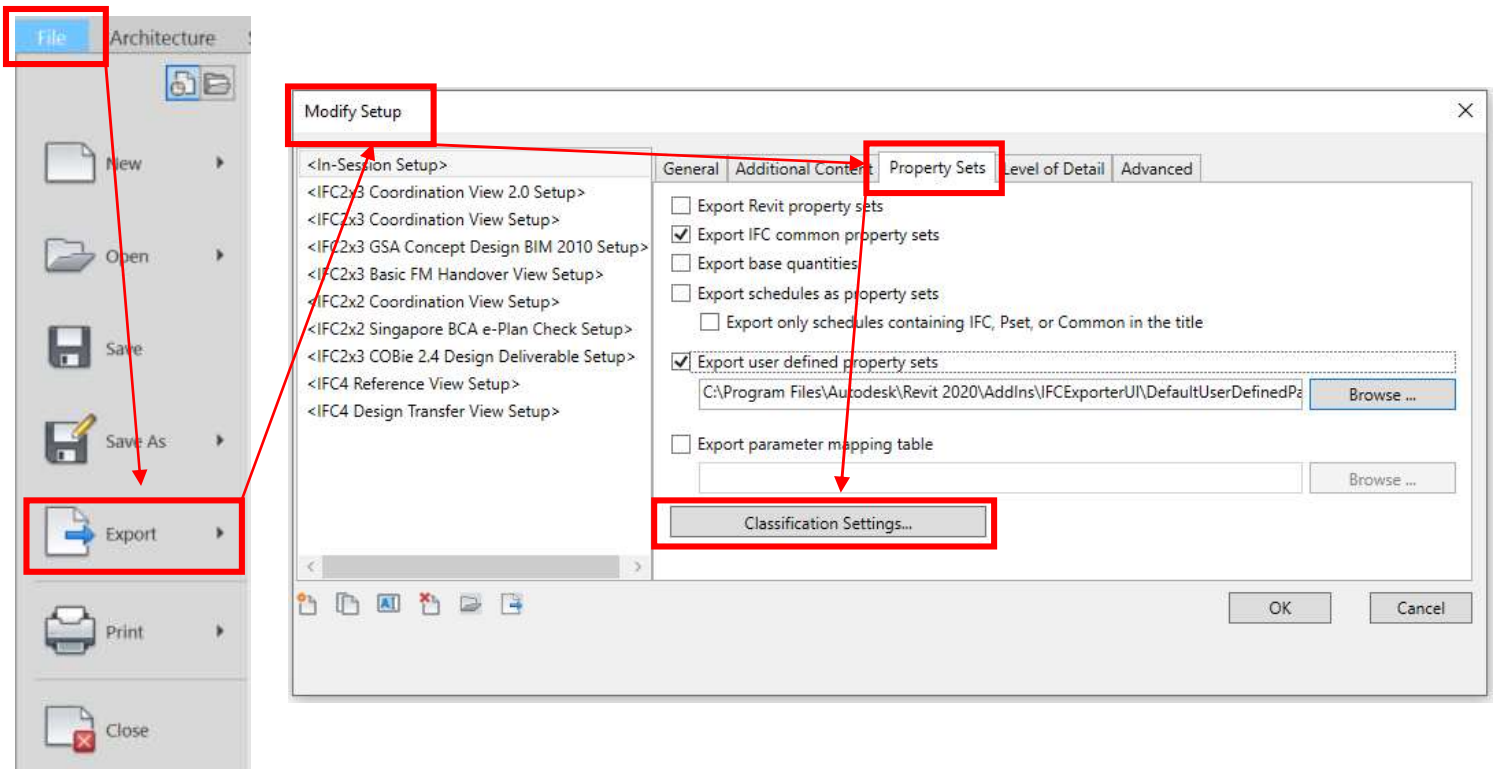 File
Architecture
New
Open
Save
Save As
Export
Print
Close
Modify Setup
<In-Session Setup>
<IFC2x3 Coordination View 2.0 Setup>
<IFC2x3 Coordination View Setup>
<IFC2x3 GSA Concept Design BIM 2010 Setup>
<IFC2x3 Basic FM Handover View Setup>
<IFC2x2 Coordination View Setup>
<IFC2x2 Singapore BCA e-Plan Check Setup>
<IFC2x3 COBie 2.4 Design Deliverable Setup>
<IFC4 Reference View Setup>
<IFC4 Design Transfer View Setup>
General Additional Content Property Sets Level of Detail Advanced
Export Revit property sets
Export IFC common property sets
Export base quantities
Export schedules as property sets
Export only schedules containing IFC, Pset, or Common in the title
Export user defined property sets
C:\Program Files\Autodesk\Revit 2020\AddIns\IFCExporterUI\DefaultUserDefinedPa Browse ...
Export parameter mapping table
Browse ...
Classification Settings...
OK Cancel